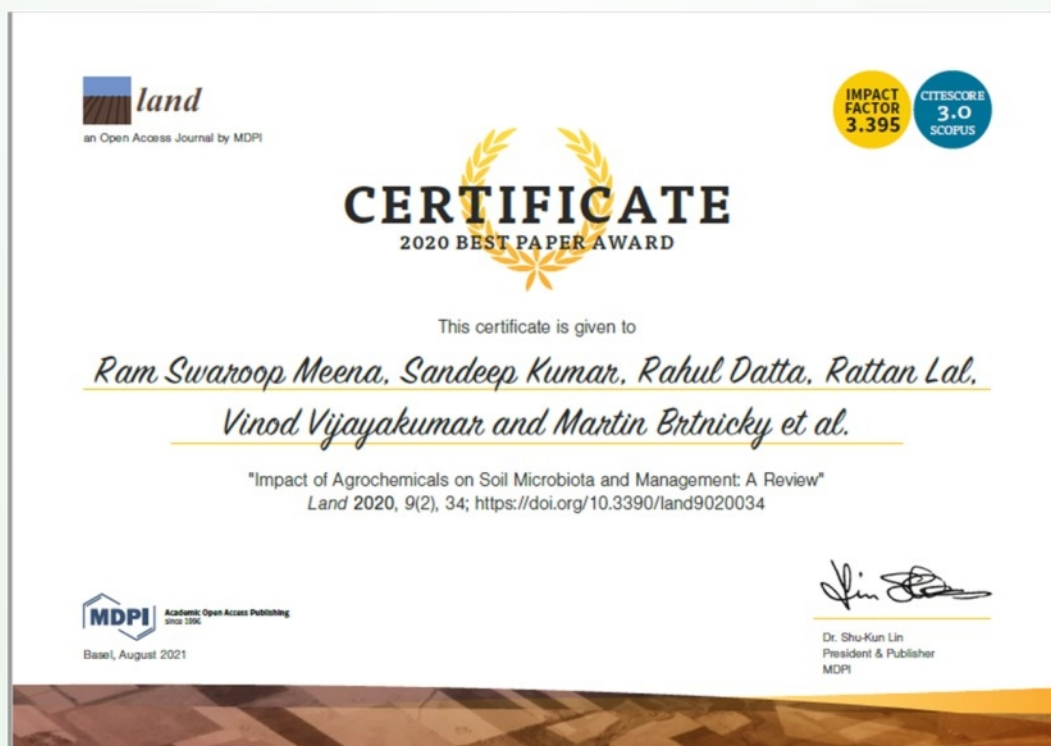 land
an Open Access Journal by MDPI
IMPACT
FACTOR
3.395
CITESCORE
3.0
SCOPUS
CERTIFICATE
2020 BEST PAPER AWARD
This certificate is given to
Ram Swaroop Meena, Sandeep Kumar, Rahul Datta, Rattan Lal,
Vinod Vijayakumar and Martin Brtnicky et al.
"Impact of Agrochemicals on Soil Microbiota and Management: A Review"
Land 2020, 9(2), 34; https://doi.org/10.3390/land9020034
MDPI
Academic Open Access Publishing
since 1996
Basel, August 2021
Dr. Shu-Kun Lin
President & Publisher
MDPI